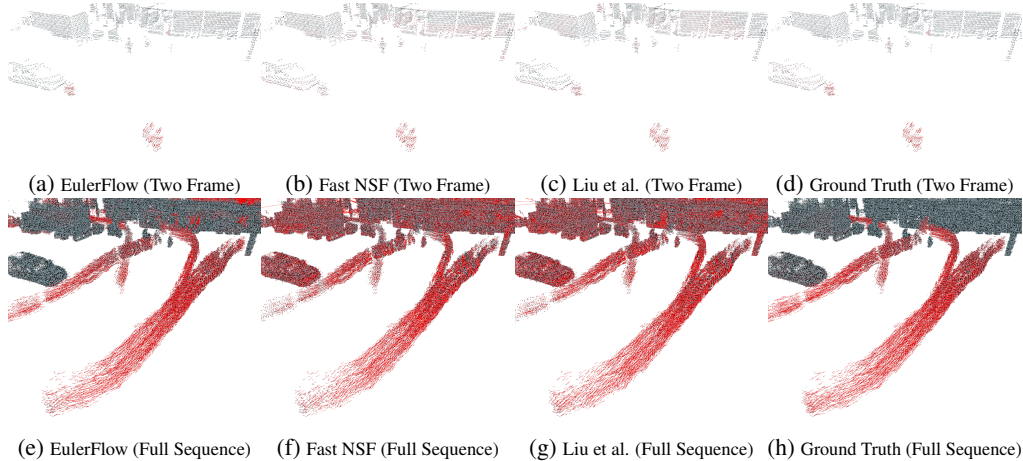 (a) EulerFlow (Two Frame)
(b) Fast NSF (Two Frame)
(c) Liu et al. (Two Frame)
(d) Ground Truth (Two Frame)
(e) EulerFlow (Full Sequence)
(f) Fast NSF (Full Sequence)
(g) Liu et al. (Full Sequence)
(h) Ground Truth (Full Sequence)